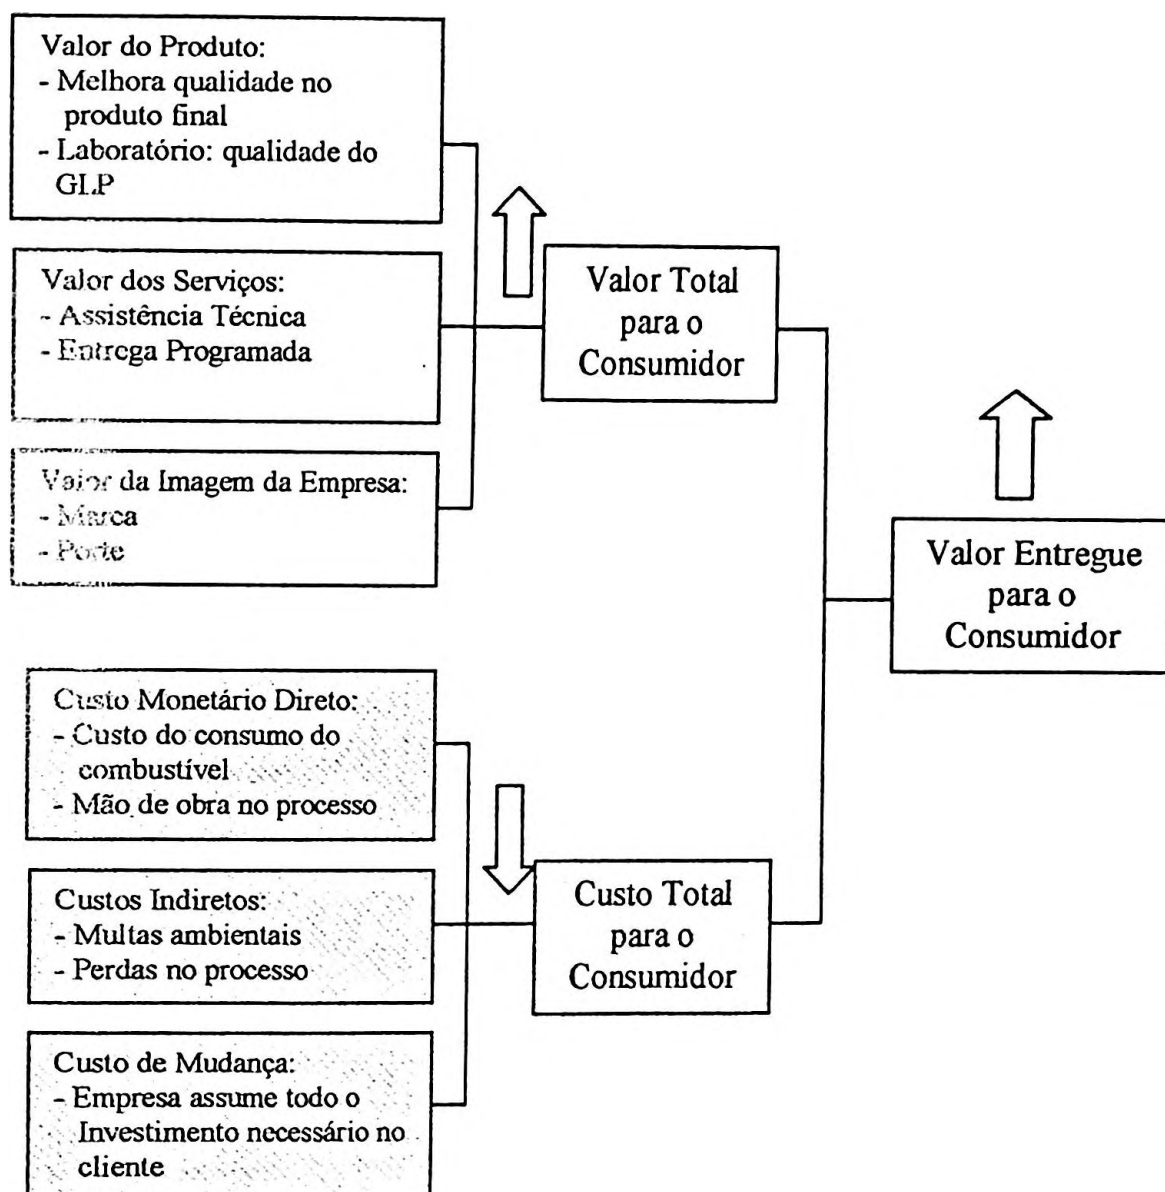 Valor do Produto:
- Melhora qualidade no
produto final
- Laboratório: qualidade do
GLP
Valor dos Serviços:
- Assistência Técnica
- Entrega Programada
Valor da Imagem da Empresa:
- Marca
- Porte
Valor Total
para o
Consumidor
Custo Monetário Direto:
- Custo do consumo do
combustível
- Mão de obra no processo
Custos Indiretos:
- Multas ambientais
- Perdas no processo
Custo de Mudança:
- Empresa assume todo o
Investimento necessário no
cliente
Custo Total
para o
Consumidor
Valor Entregue
para o
Consumidor